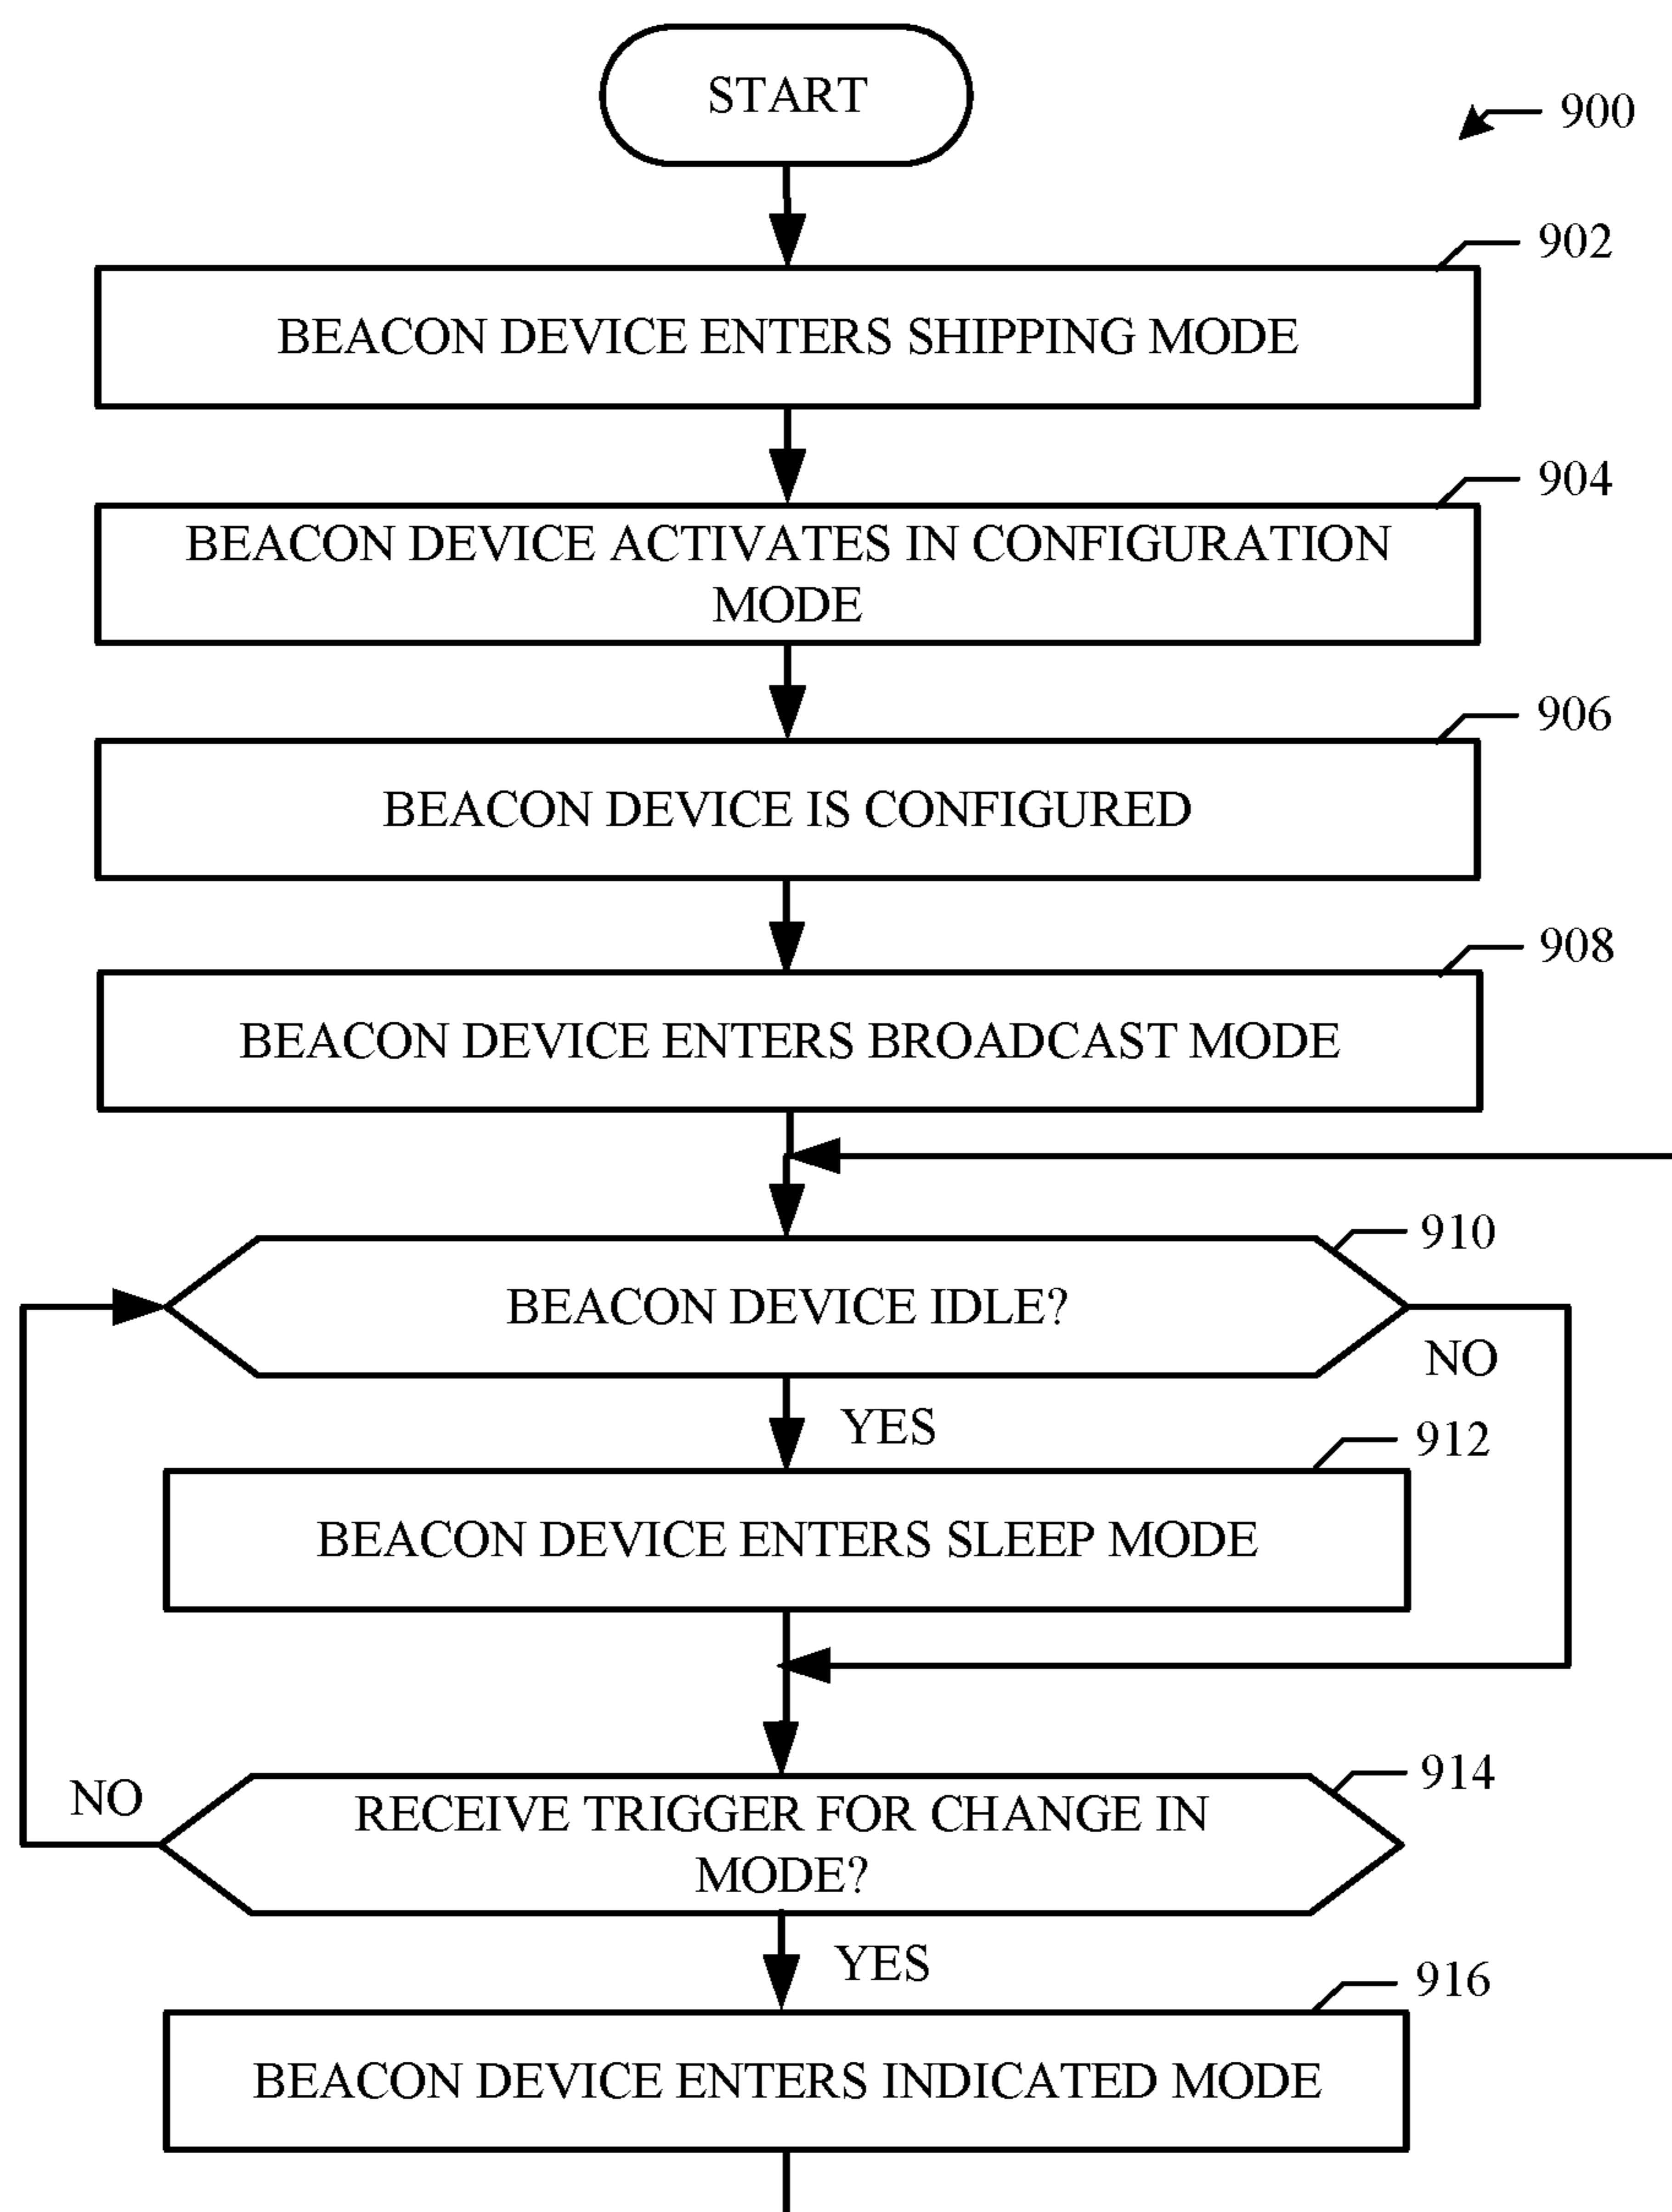 START
900
902
BEACON DEVICE ENTERS SHIPPING MODE
904
BEACON DEVICE ACTIVATES IN CONFIGURATION
MODE
906
BEACON DEVICE IS CONFIGURED
908
BEACON DEVICE ENTERS BROADCAST MODE
910
BEACON DEVICE IDLE?
NO
YES
912
BEACON DEVICE ENTERS SLEEP MODE
914
NO
RECEIVE TRIGGER FOR CHANGE IN
MODE?
YES
916
BEACON DEVICE ENTERS INDICATED MODE